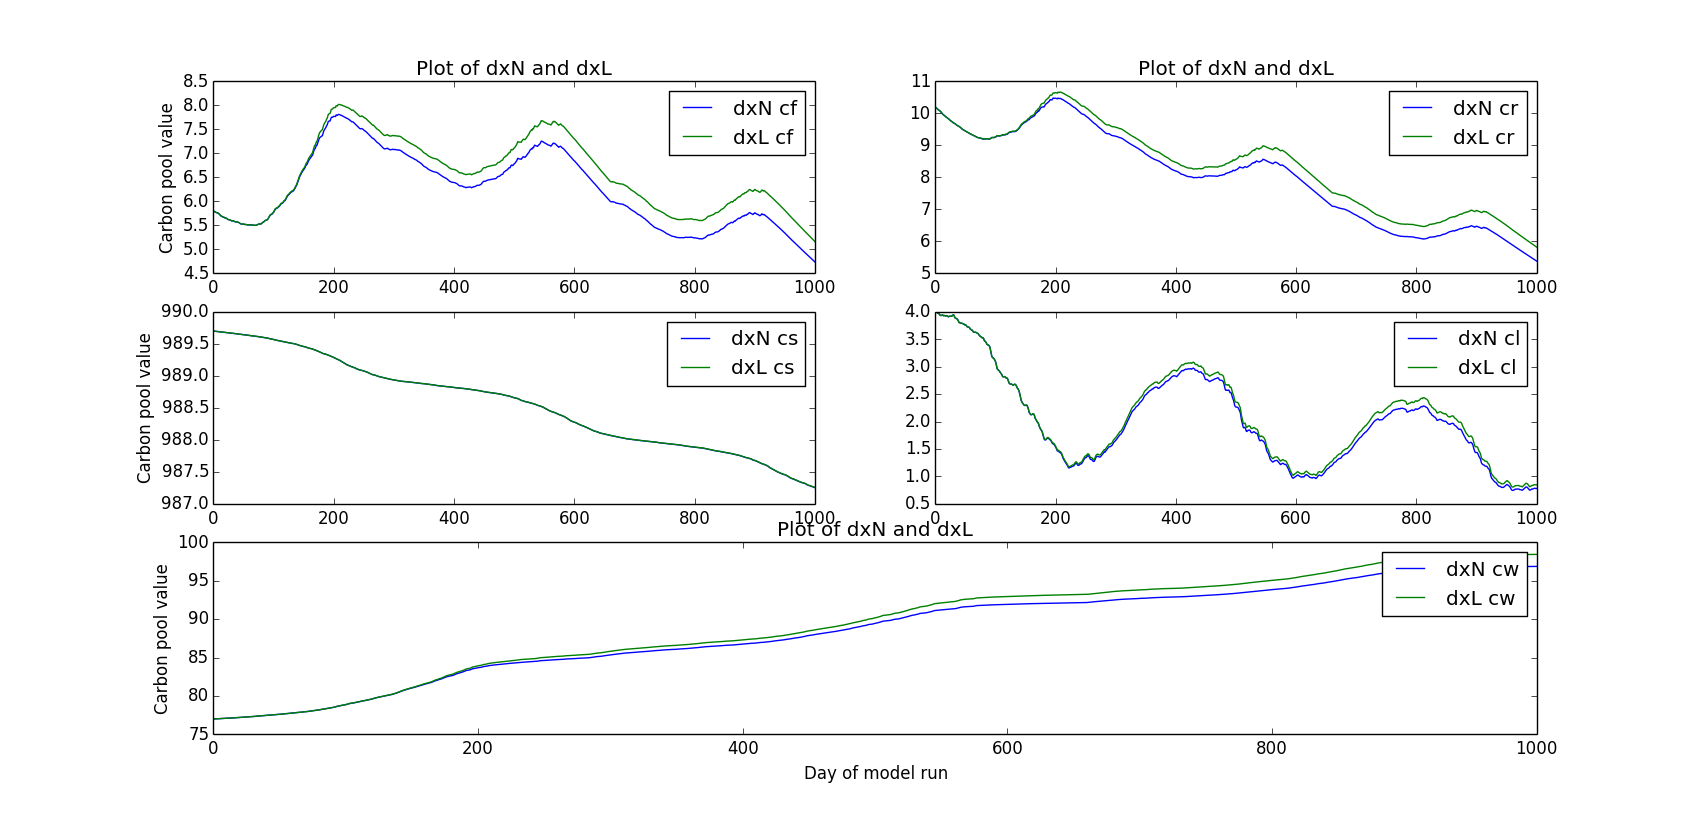 Plot of dxN and dxL
Carbon pool value
8.5
8.0
7.5
7.0
6.5
6.0
5.5
5.0
4.5
0 200 400 600 800 1000
dxN cf
dxL cf
Plot of dxN and dxL
11
10
9
8
7
6
5
0 200 400 600 800 1000
dxN cr
dxL cr
Carbon pool value
990.0
989.5
989.0
988.5
988.0
987.5
987.0
0 200 400 600 800 1000
dxN cs
dxL cs
4.0
3.5
3.0
2.5
2.0
1.5
1.0
0.5
0 200 400 600 800 1000
dxN cl
dxL cl
Plot of dxN and dxL
Carbon pool value
100
95
90
85
80
75
0 200 400 600 800 1000
dxN cw
dxL cw
Day of model run